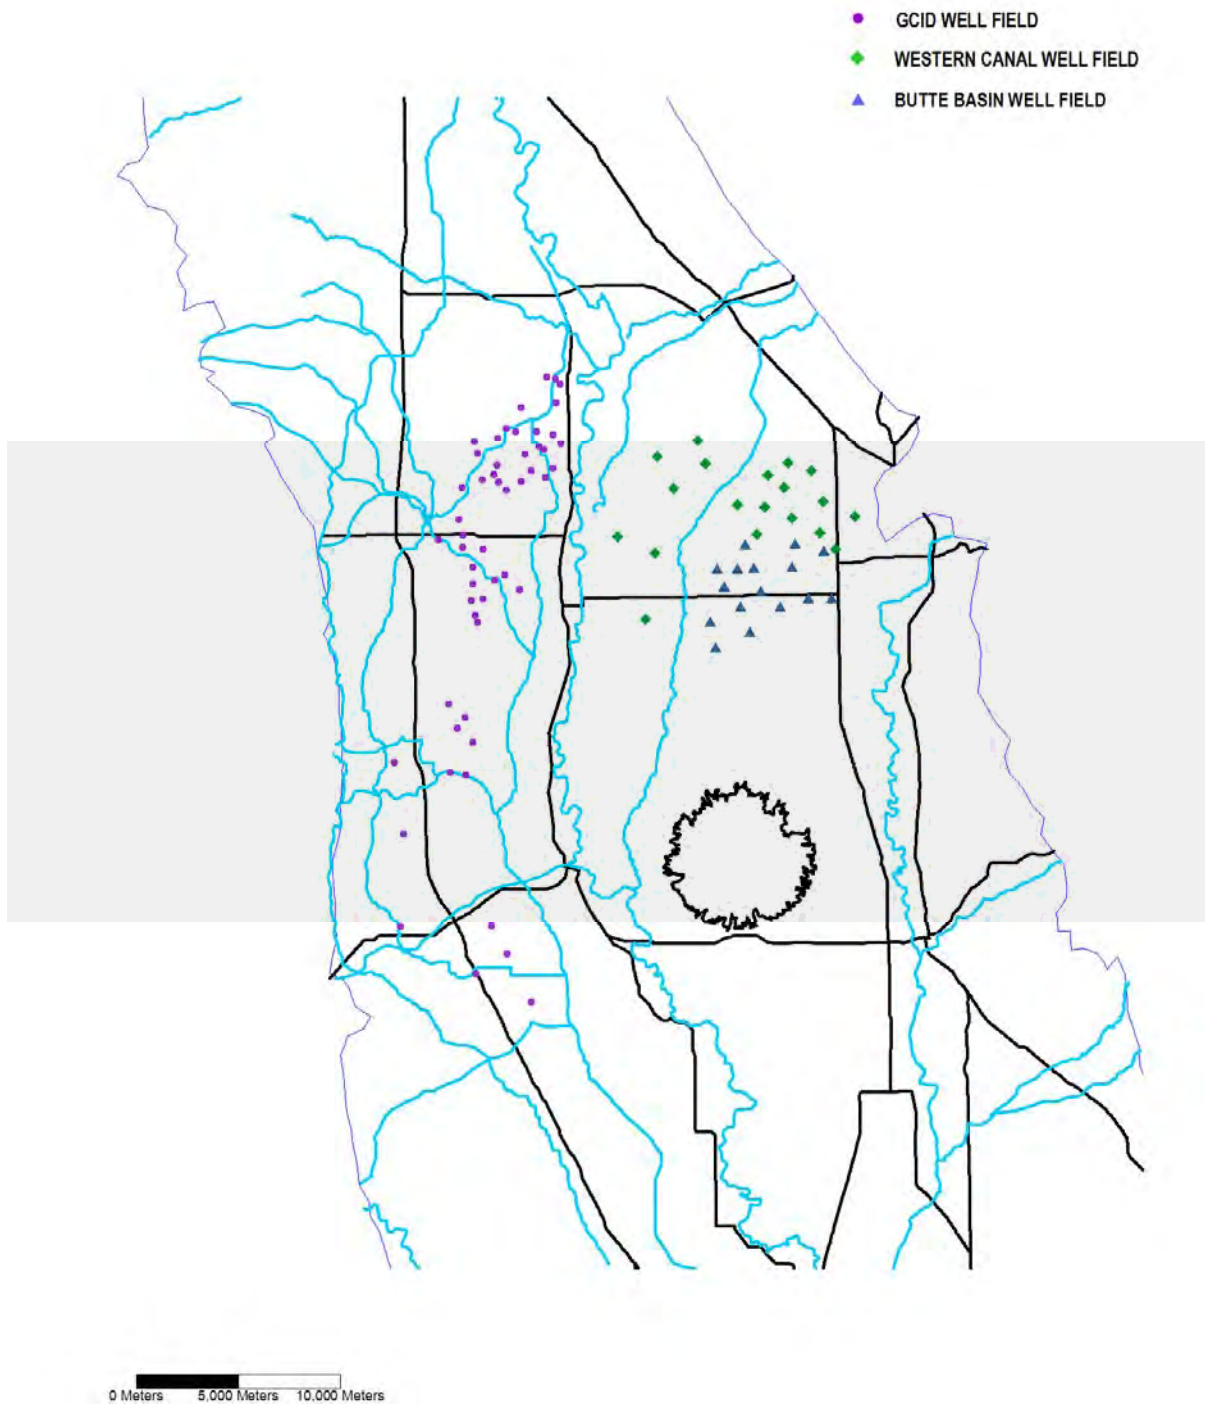 GCID WELL FIELD
WESTERN CANAL WELL FIELD
BUTTE BASIN WELL FIELD
0 Meters 5,000 Meters 10,000 Meters